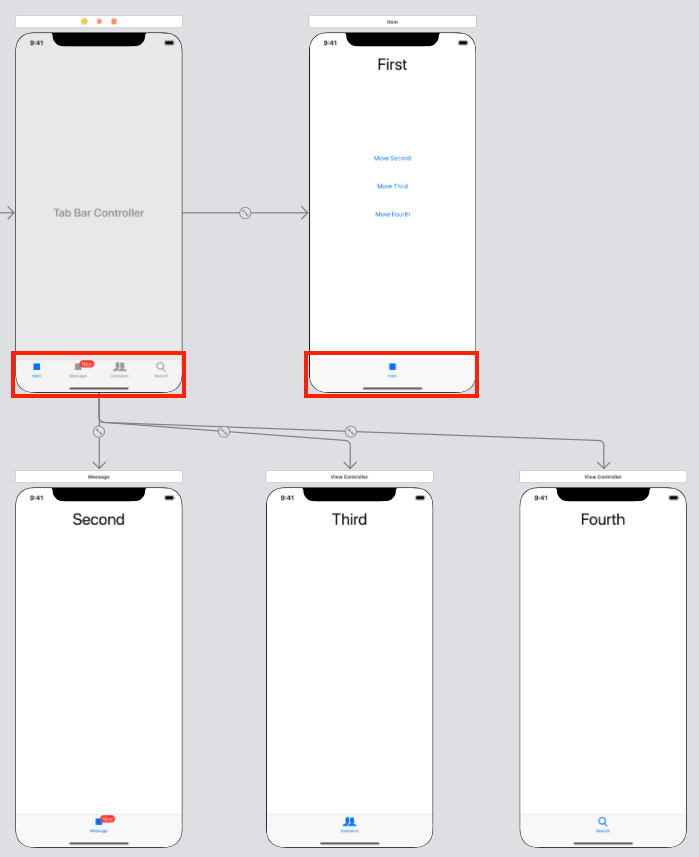 Item
9:41
9:41
First
Move Second
Move Third
Move Fourth
Tab Bar Controller
Item
Message
New
Contacts
Search
Item
Message
View Controller
View Controller
9:41
9:41
9:41
Second
Third
Fourth
New
Message
Contacts
Search